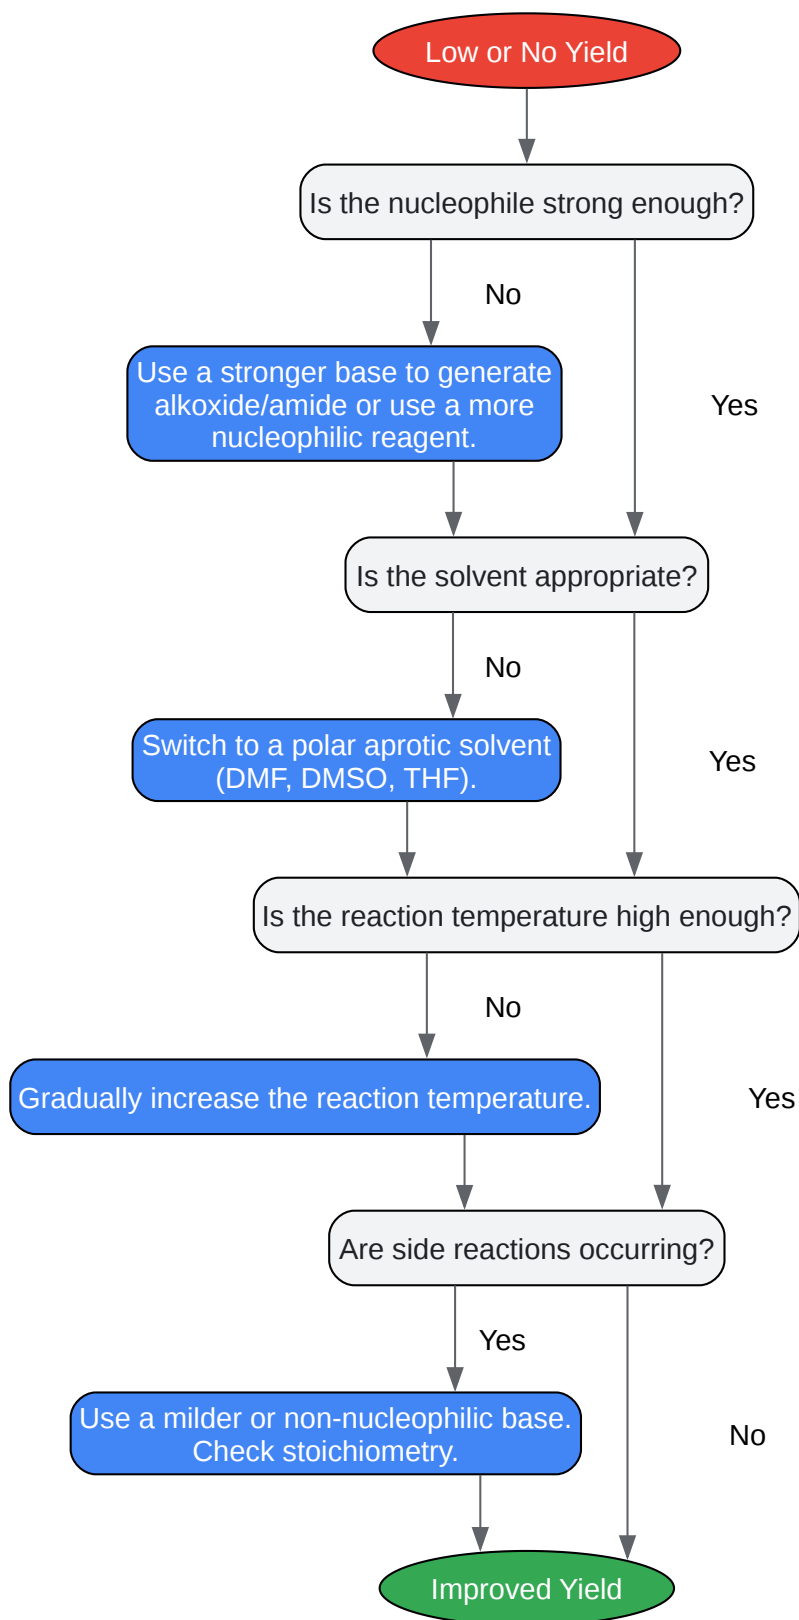 Low or No Yield
Is the nucleophile strong enough?
No
Use a stronger base to generate
alkoxide/amide or use a more
nucleophilic reagent.
Yes
Is the solvent appropriate?
No
Switch to a polar aprotic solvent
(DMF, DMSO, THF).
Yes
Is the reaction temperature high enough?
No
Gradually increase the reaction temperature.
Yes
Are side reactions occurring?
Yes
Use a milder or non-nucleophilic base.
Check stoichiometry.
No
Improved Yield